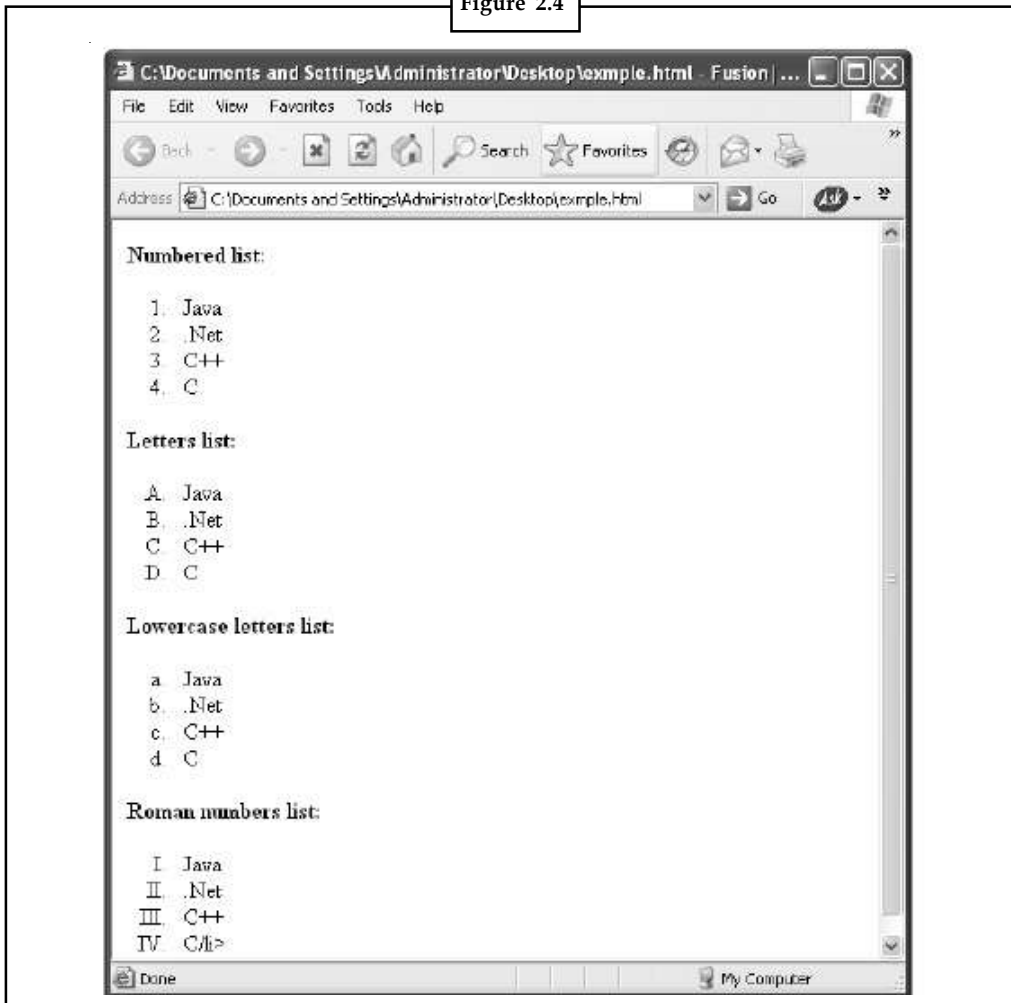 Figure 2.4
C:\Documents and Settings\Administrator\Desktop\exmple.html - Fusion | ...
File Edit View Favorites Tools Help
Back Search Favorites »
Address C:\Documents and Settings\Administrator\Desktop\exmple.html Go Ask »
Numbered list:
1. Java
2. .Net
3. C++
4. C
Letters list:
A. Java
B. .Net
C. C++
D. C
Lowercase letters list:
a. Java
b. .Net
c. C++
d. C
Roman numbers list:
I. Java
II. .Net
III. C++
IV. C/li>
Done My Computer